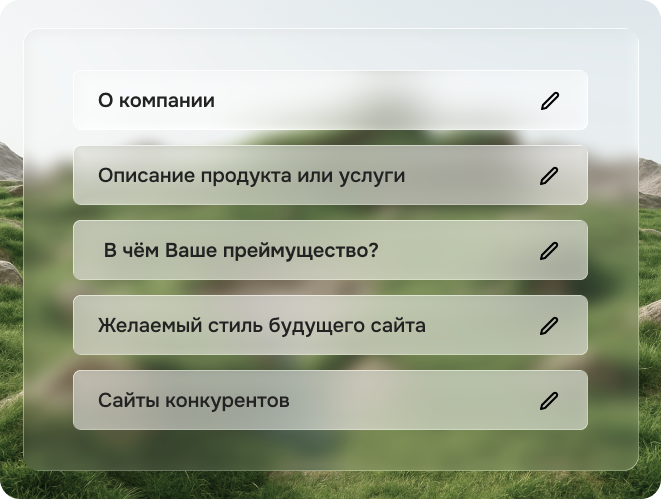 О компании
Описание продукта или услуги
В чём Ваше преймущество?
Желаемый стиль будущего сайта
Сайты конкурентов